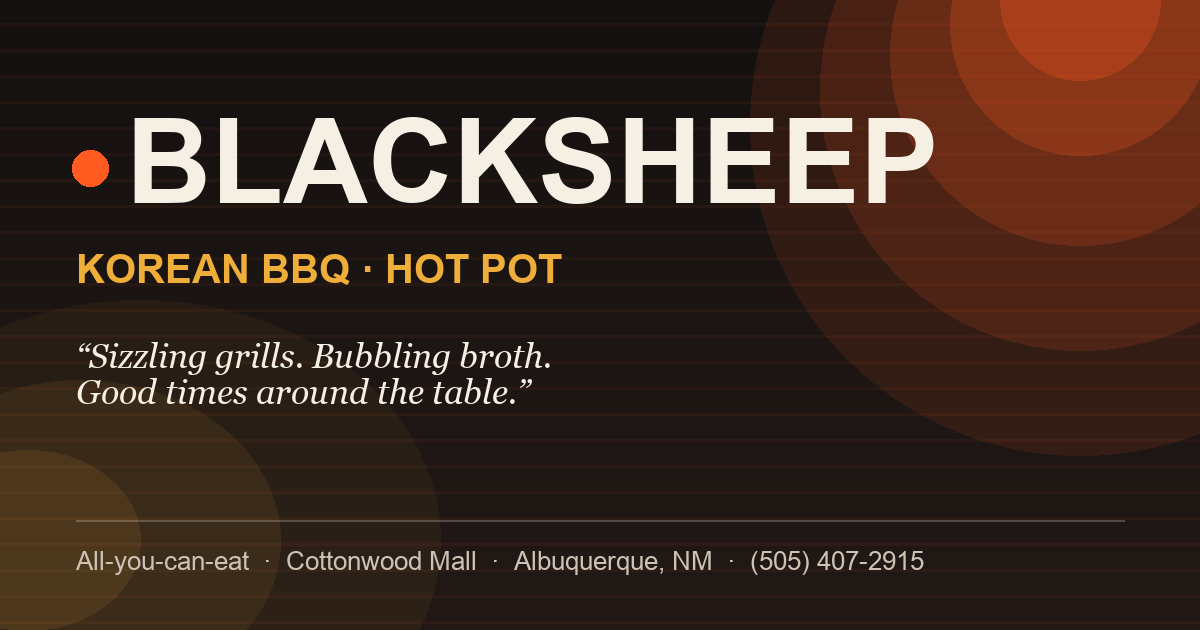 BLACKSHEEP
KOREAN BBQ · HOT POT
“Sizzling grills. Bubbling broth.
Good times around the table.”
All-you-can-eat · Cottonwood Mall · Albuquerque, NM · (505) 407-2915